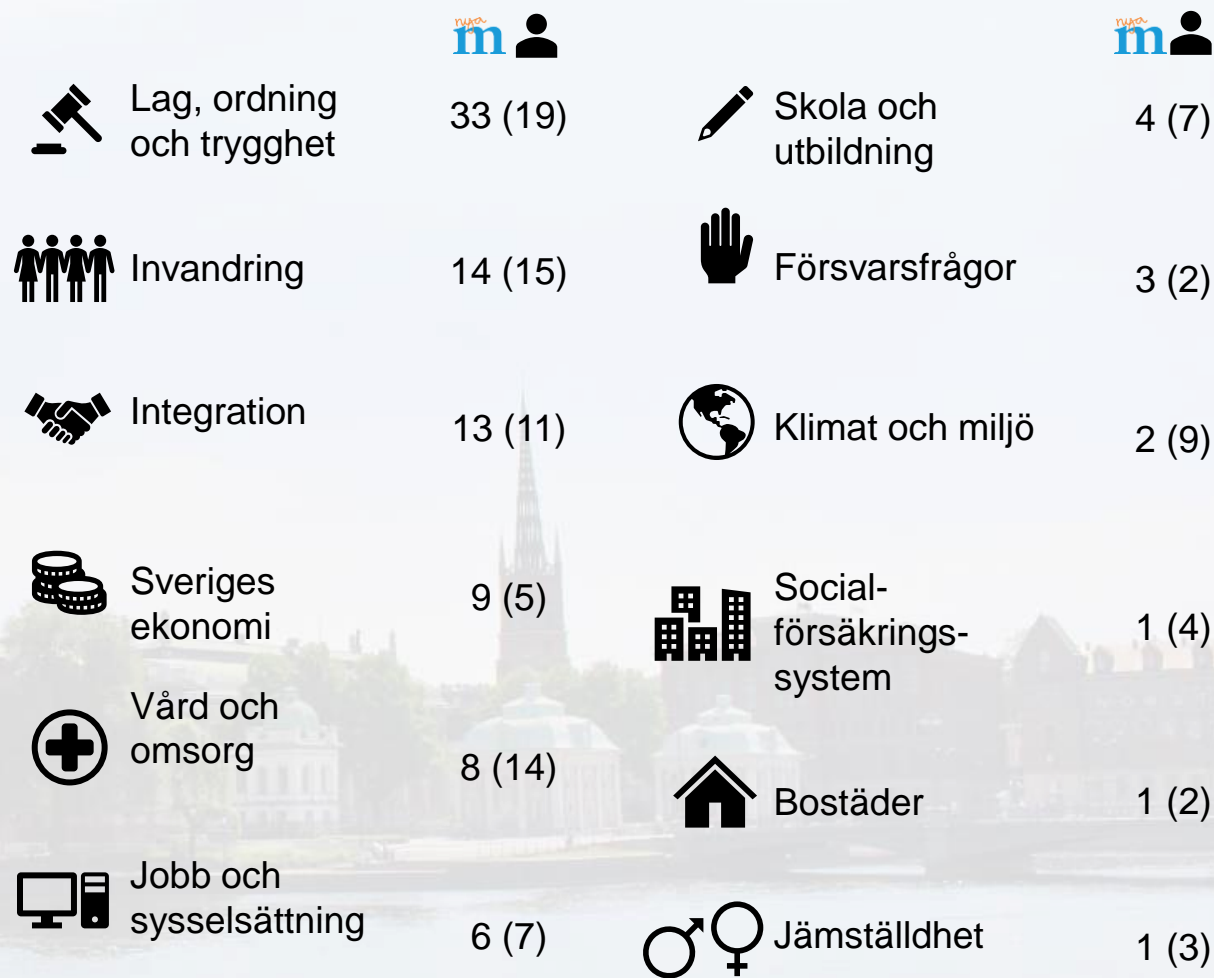 nya
m
nya
m
Lag, ordning
och trygghet
33 (19)
Invandring
14 (15)
Integration
13 (11)
Sveriges
ekonomi
9 (5)
Vård och
omsorg
8 (14)
Jobb och
sysselsättning
6 (7)
Skola och
utbildning
4 (7)
Försvarsfrågor
3 (2)
Klimat och miljö
2 (9)
Social-
försäkrings-
system
1 (4)
Bostäder
1 (2)
Jämställdhet
1 (3)